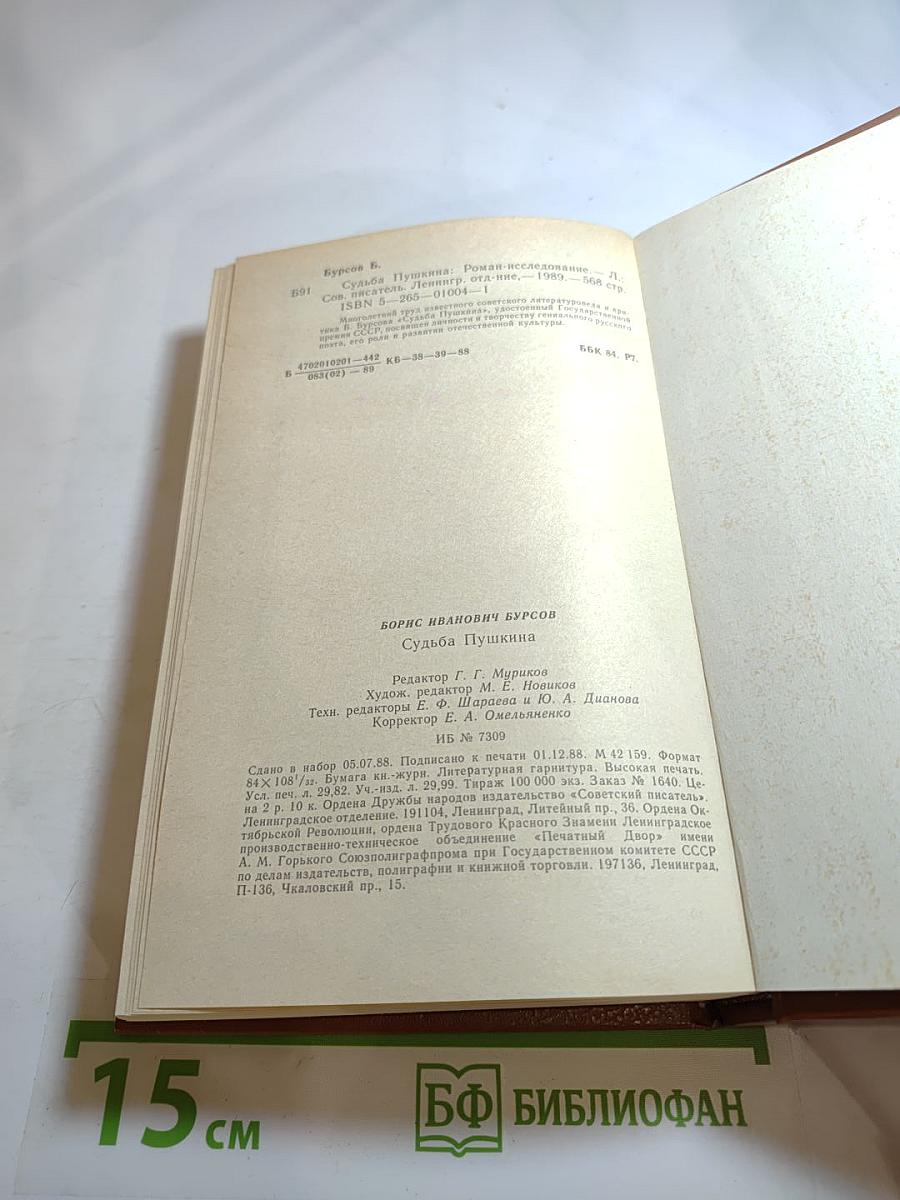 Бурсов Б.
Б91 Судьба Пушкина: Роман-исследование. — Л.:
Сов. писатель. Ленингр. отд-ние, — 1989. — 568 стр.
ISBN 5—265—01004—1
Многолетний труд известного советского литературоведа и кри-
тика Б. Бурсова «Судьба Пушкина», удостоенный Государственной
премии СССР, посвящен личности и творчеству гениального русского
поэта, его роли в развитии отечественной культуры.
Б 4702010201—442
083(02) — 89
КБ—38—39—88
ББК 84. Р7.
БОРИС ИВАНОВИЧ БУРСОВ
Судьба Пушкина
Редактор Г. Г. Муриков
Худож. редактор М. Е. Новиков
Техн. редакторы Е. Ф. Шараева и Ю. А. Дианова
Корректор Е. А. Омельяненко
ИБ № 7309
Сдано в набор 05.07.88. Подписано к печати 01.12.88. М 42 159. Формат
84×108¹/₃₂. Бумага кн.-журн. Литературная гарнитура. Высокая печать.
Усл. печ. л. 29,82. Уч.-изд. л. 29,99. Тираж 100 000 экз. Заказ № 1640. Це-
на 2 р. 10 к. Ордена Дружбы народов издательство «Советский писатель».
Ленинградское отделение. 191104, Ленинград, Литейный пр., 36. Ордена Ок-
тябрьской Революции, ордена Трудового Красного Знамени Ленинградское
производственно-техническое объединение «Печатный Двор» имени
А. М. Горького Союзполиграфпрома при Государственном комитете СССР
по делам издательств, полиграфии и книжной торговли. 197136, Ленинград,
П-136, Чкаловский пр., 15.
15 см
БФ БИБЛИОФАН